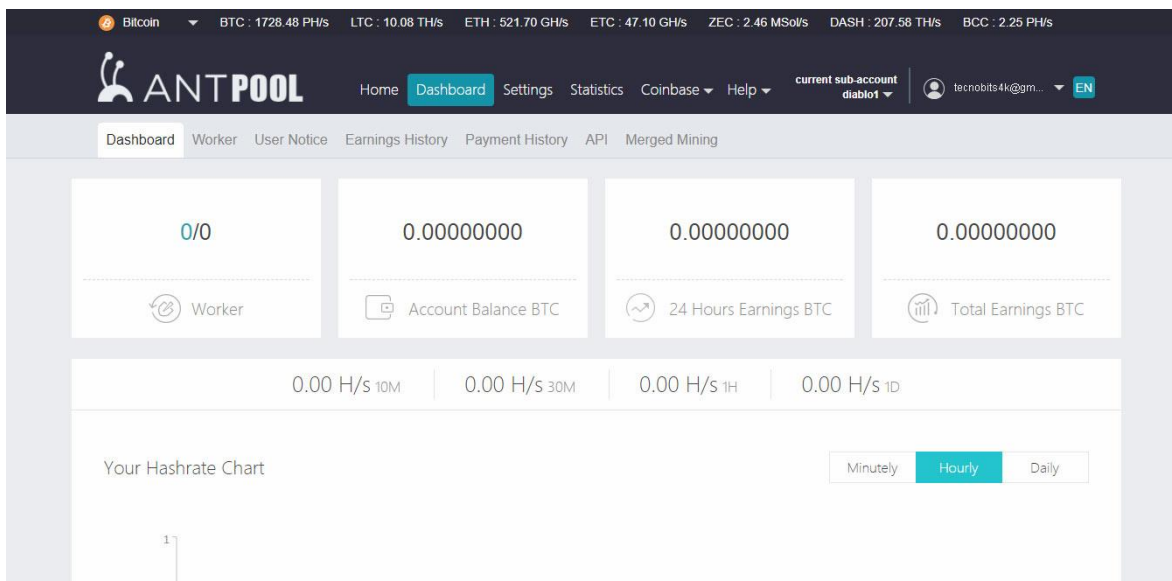 Bitcoin BTC : 1728.48 PH/s LTC : 10.08 TH/s ETH : 521.70 GH/s ETC : 47.10 GH/s ZEC : 2.46 MSol/s DASH : 207.58 TH/s BCC : 2.25 PH/s
ANTPOOL
Home Dashboard Settings Statistics Coinbase Help
current sub-account
diablo1
tecnobits4k@gm... EN
Dashboard Worker User Notice Earnings History Payment History API Merged Mining
0/0 0.00000000 0.00000000 0.00000000
Worker Account Balance BTC 24 Hours Earnings BTC Total Earnings BTC
0.00 H/s 10M 0.00 H/s 30M 0.00 H/s 1H 0.00 H/s 1D
Your Hashrate Chart Minutely Hourly Daily
1